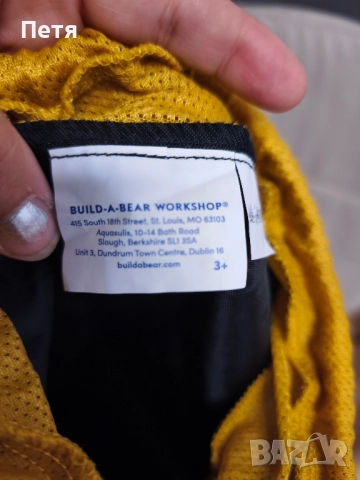 Петя
BUILD-A-BEAR WORKSHOP®
415 South 18th Street, St. Louis, MO 63103
Aquasulis, 10-14 Bath Road
Slough, Berkshire SL1 3SA
Unit 3, Dundrum Town Centre, Dublin 16
buildabear.com
3+
BAZAR